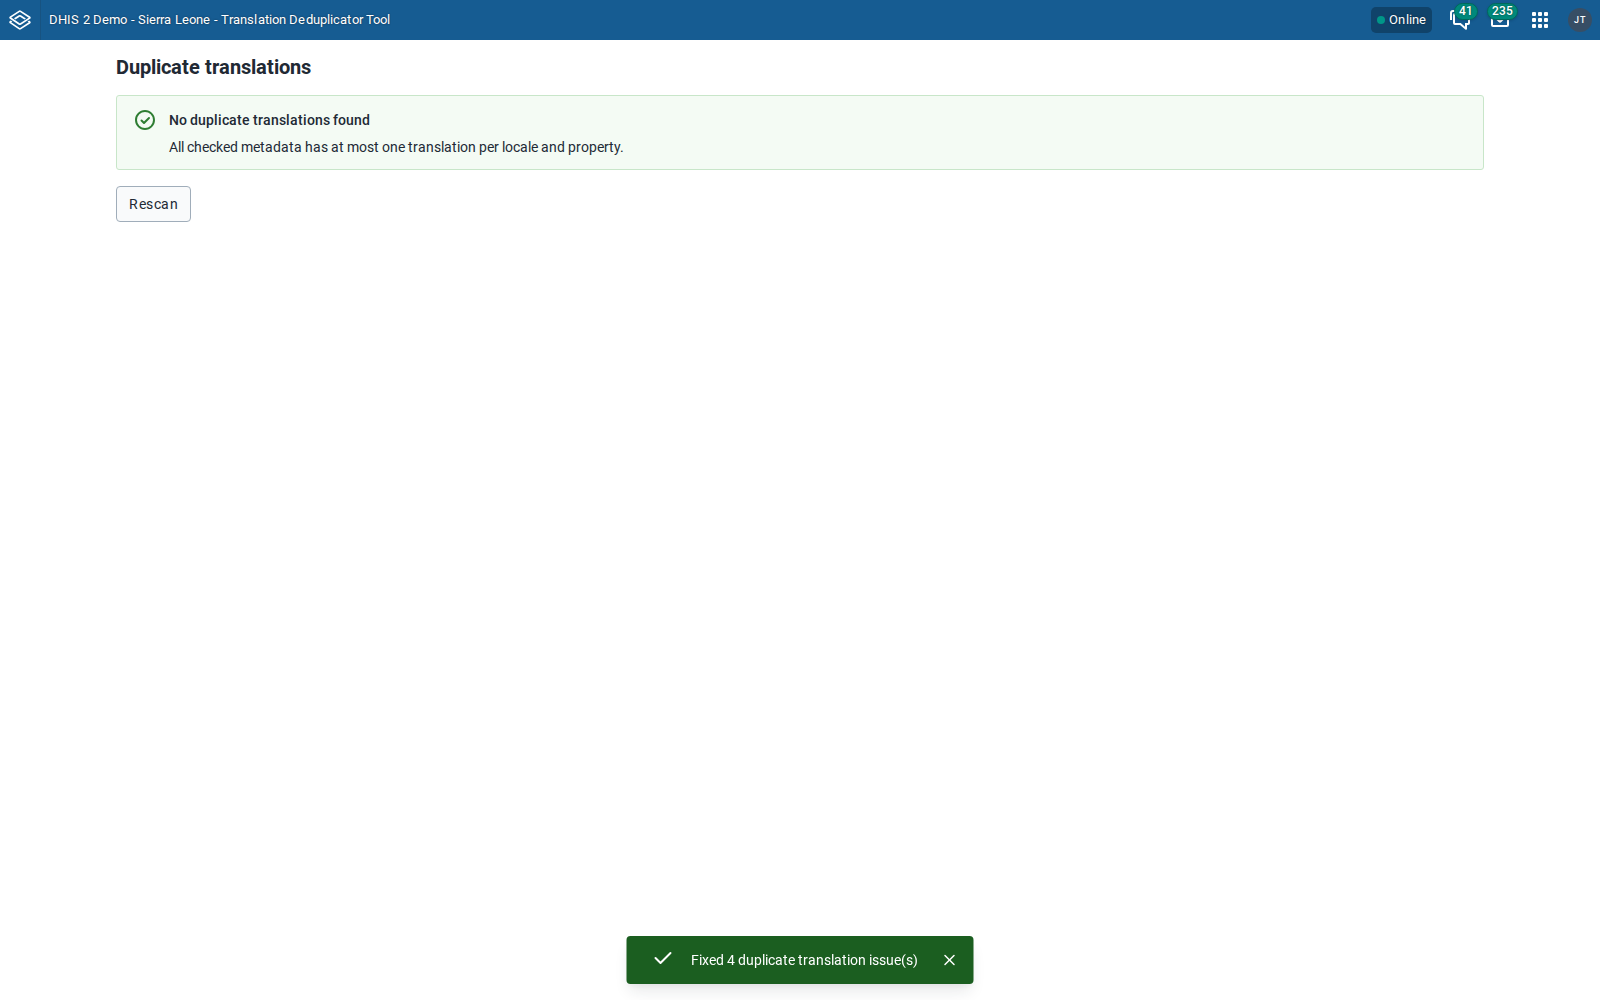 DHIS 2 Demo - Sierra Leone - Translation Deduplicator Tool
Online
41
235
JT
Duplicate translations
No duplicate translations found
All checked metadata has at most one translation per locale and property.
Rescan
Fixed 4 duplicate translation issue(s)